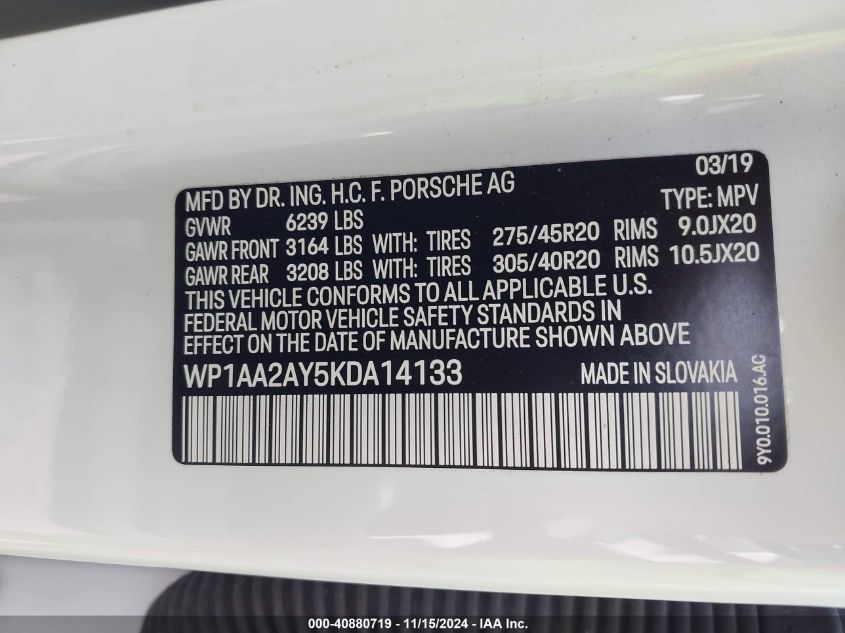 03/19
MFD BY DR. ING. H.C. F. PORSCHE AG TYPE: MPV
GVWR 6239 LBS
GAWR FRONT 3164 LBS WITH: TIRES 275/45R20 RIMS 9.0JX20
GAWR REAR 3208 LBS WITH: TIRES 305/40R20 RIMS 10.5JX20
THIS VEHICLE CONFORMS TO ALL APPLICABLE U.S.
FEDERAL MOTOR VEHICLE SAFETY STANDARDS IN
EFFECT ON THE DATE OF MANUFACTURE SHOWN ABOVE
WP1AA2AY5KDA14133 MADE IN SLOVAKIA
9Y0.010.016.AC
000-40880719 - 11/15/2024 - IAA Inc.